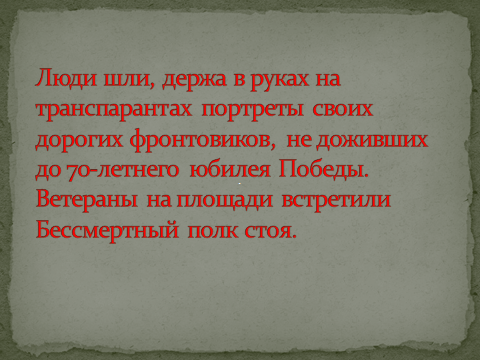 Люди шли, держа в руках на
транспарантах портреты своих
дорогих фронтовиков, не доживших
до 70-летнего юбилея Победы.
Ветераны на площади встретили
Бессмертный полк стоя.